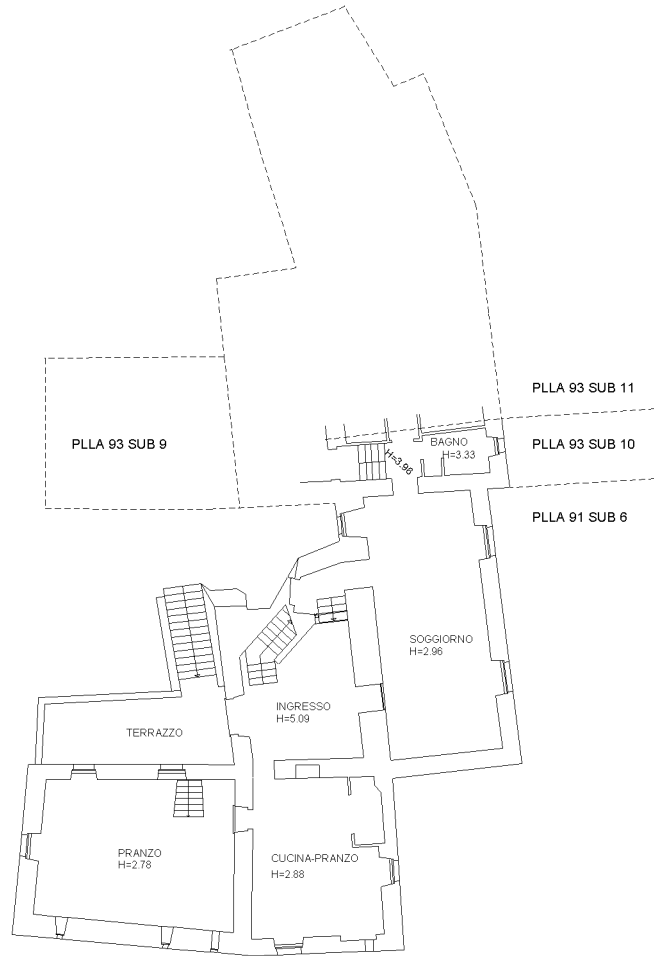 PLLA 93 SUB 11
PLLA 93 SUB 9
BAGNO
H=3.33
PLLA 93 SUB 10
H=3.96
PLLA 91 SUB 6
SOGGIORNO
H=2.96
INGRESSO
H=5.09
TERRAZZO
PRANZO
H=2.78
CUCINA-PRANZO
H=2.88